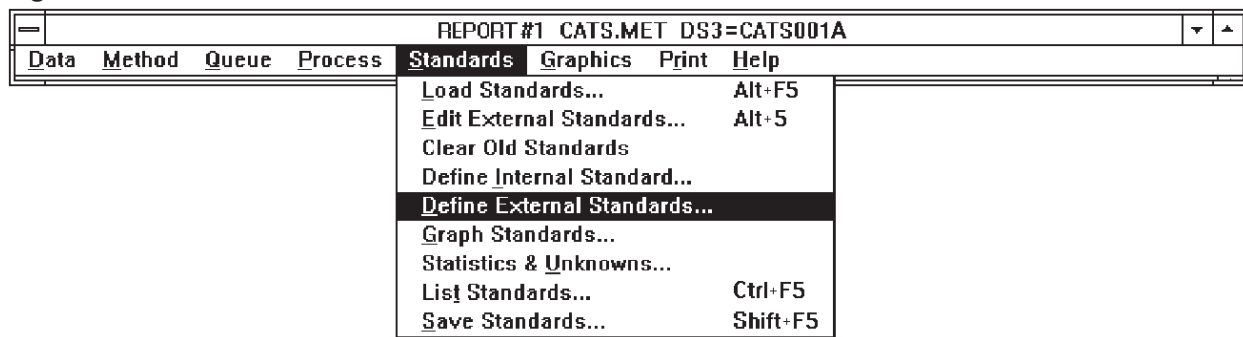 REPORT#1 CATS.MET DS3=CATS001A
Data Method Queue Process Standards Graphics Print Help
Load Standards... Alt+F5
Edit External Standards... Alt+5
Clear Old Standards
Define Internal Standard...
Define External Standards...
Graph Standards...
Statistics & Unknowns...
List Standards... Ctrl+F5
Save Standards... Shift+F5